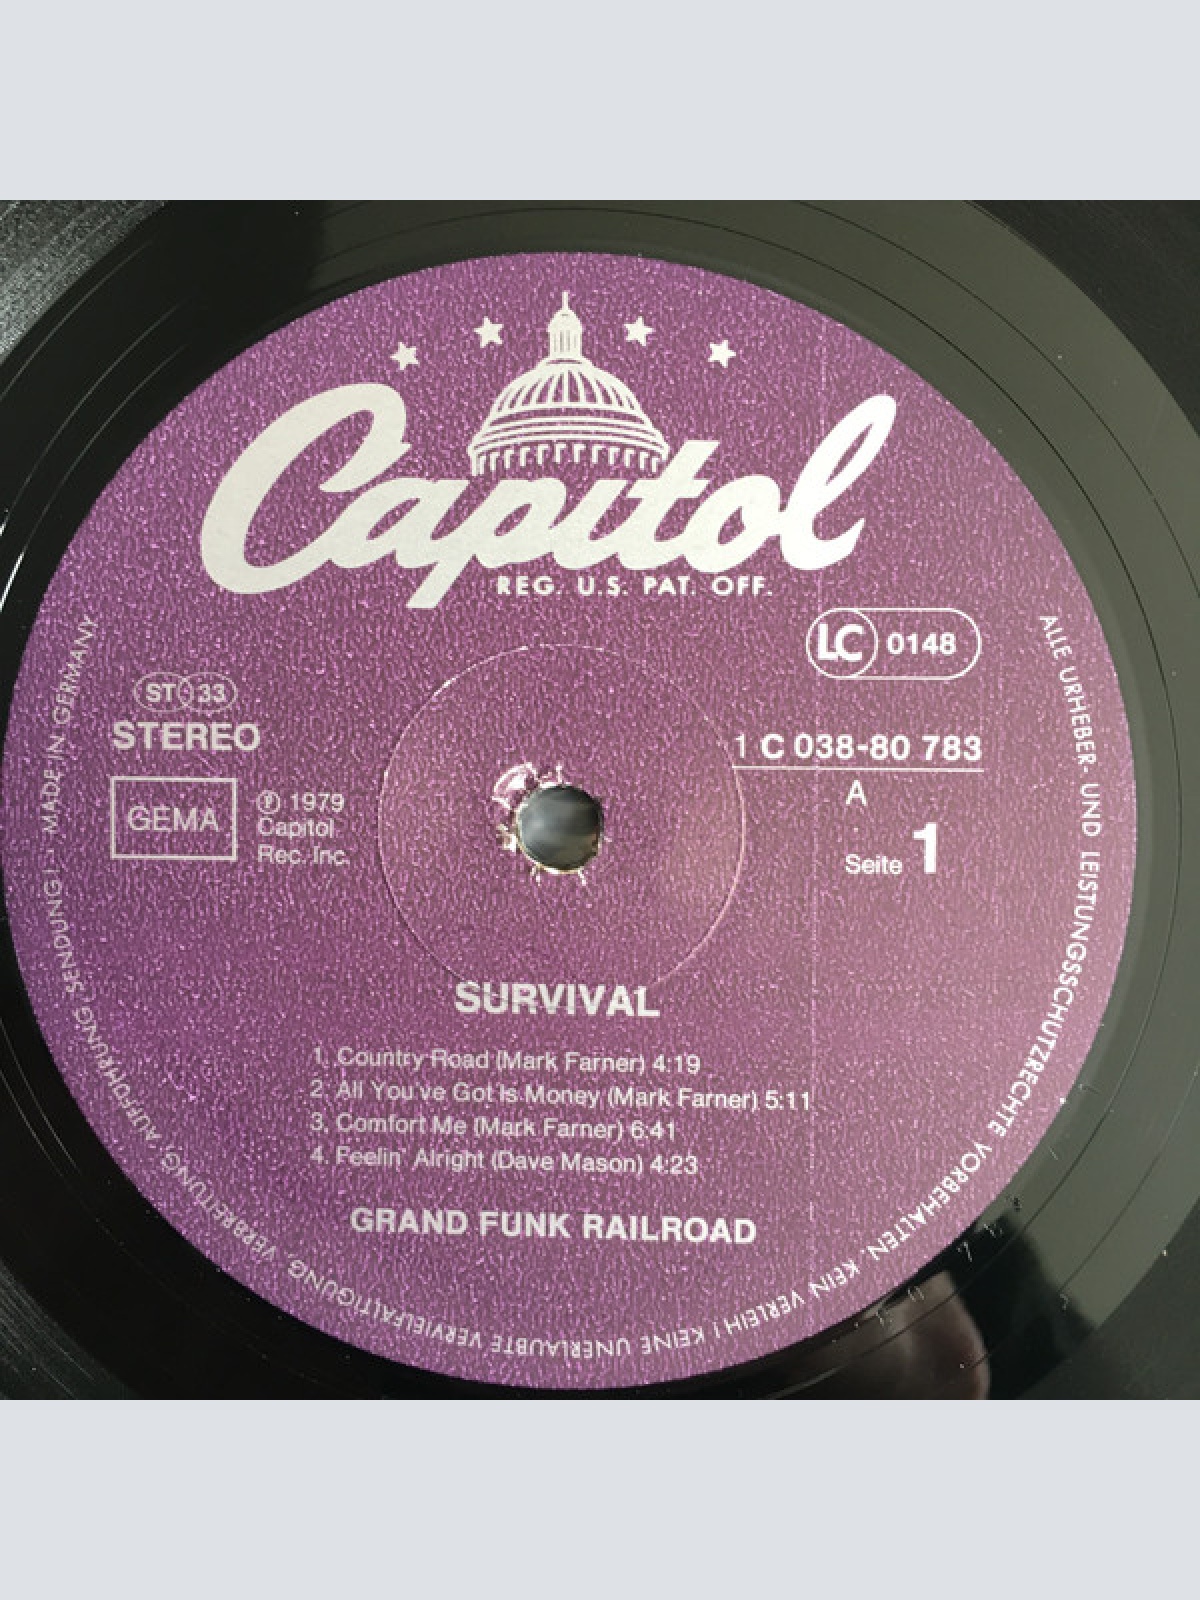 Capitol
REG. U.S. PAT. OFF.
LC 0148
ST 33
STEREO
GEMA
℗ 1979
Capitol
Rec. Inc.
1 C 038-80 783
A
Seite 1
SURVIVAL
1. Country Road (Mark Farner) 4:19
2. All You've Got Is Money (Mark Farner) 5:11
3. Comfort Me (Mark Farner) 6:41
4. Feelin' Alright (Dave Mason) 4:23
GRAND FUNK RAILROAD
ALLE URHEBER- UND LEISTUNGSSCHUTZRECHTE VORBEHALTEN. KEIN VERLEIH! KEINE UNERLAUBTE VERVIELFÄLTIGUNG, VERBREITUNG, AUFFÜHRUNG, SENDUNG! · MADE IN GERMANY